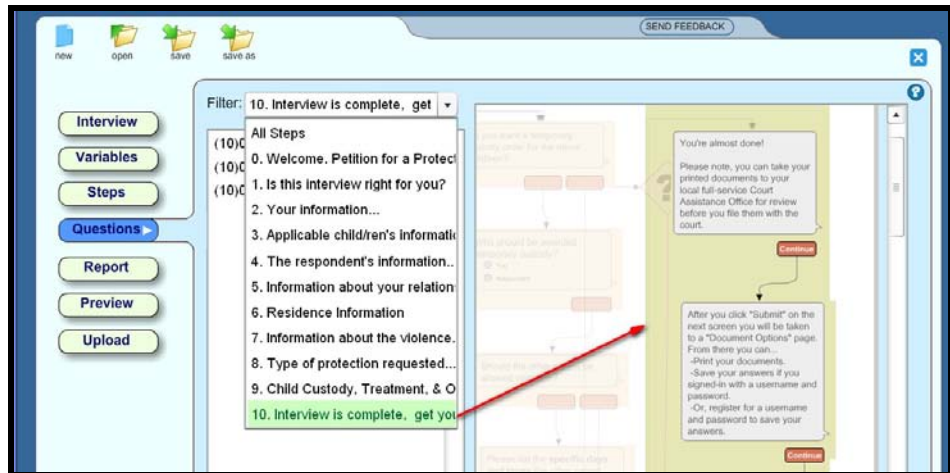 SEND FEEDBACK
new open save save as
Filter: 10. Interview is complete, get
Interview
Variables
Steps
Questions
Report
Preview
Upload
(10)
(10)
(10)
All Steps
0. Welcome. Petition for a Protect
1. Is this interview right for you?
2. Your information...
3. Applicable child/ren's informatio
4. The respondent's information..
5. Information about your relation
6. Residence Information
7. Information about the violence.
8. Type of protection requested...
9. Child Custody, Treatment, & O
10. Interview is complete, get you
You're almost done!
Please note, you can take your
printed documents to your
local full-service Court
Assistance Office for review
before you file them with the
court.
Continue
After you click "Submit" on the
next screen you will be taken
to a "Document Options" page.
From there you can...
-Print your documents.
-Save your answers if you
signed-in with a username and
password.
-Or, register for a username
and password to save your
answers.
Continue